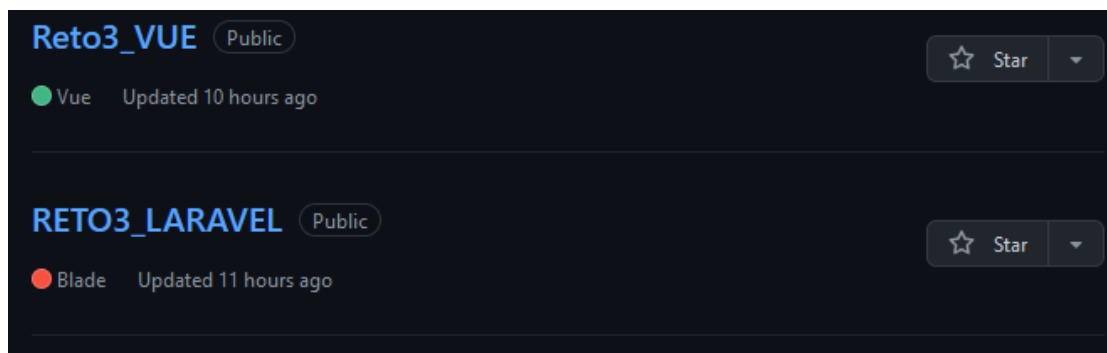 Reto3_VUE Public
Star
Vue Updated 10 hours ago
RETO3_LARAVEL Public
Star
Blade Updated 11 hours ago